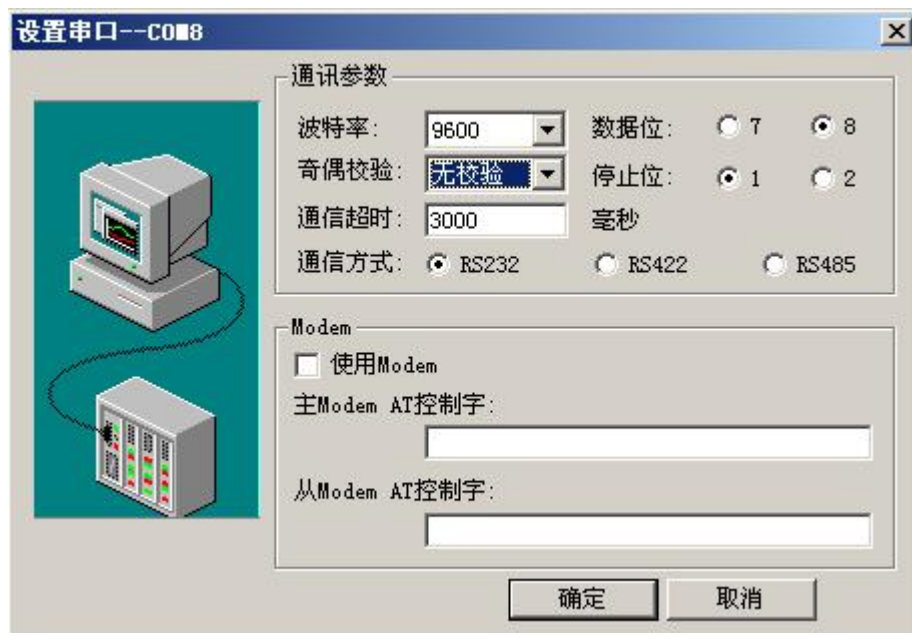 设置串口--COM8
通讯参数
波特率: 9600 数据位: 7 8
奇偶校验: 无校验 停止位: 1 2
通信超时: 3000 毫秒
通信方式: RS232 RS422 RS485
Modem
使用Modem
主Modem AT控制字:
从Modem AT控制字:
确定 取消